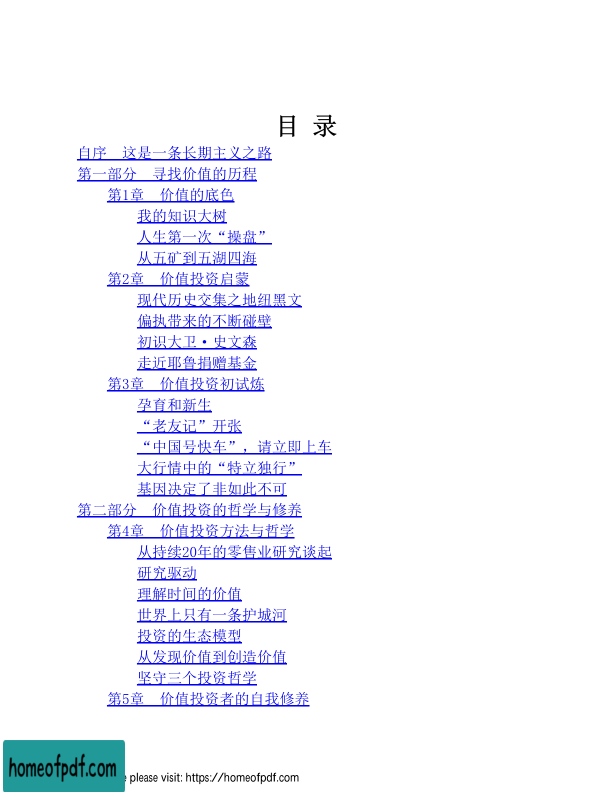 目 录
自序　这是一条长期主义之路
第一部分　寻找价值的历程
第1章　价值的底色
我的知识大树
人生第一次“操盘”
从五矿到五湖四海
第2章　价值投资启蒙
现代历史交集之地纽黑文
偏执带来的不断碰壁
初识大卫·史文森
走近耶鲁捐赠基金
第3章　价值投资初试炼
孕育和新生
“老友记”开张
“中国号快车”，请立即上车
大行情中的“特立独行”
基因决定了非如此不可
第二部分　价值投资的哲学与修养
第4章　价值投资方法与哲学
从持续20年的零售业研究谈起
研究驱动
理解时间的价值
世界上只有一条护城河
投资的生态模型
从发现价值到创造价值
坚守三个投资哲学
第5章　价值投资者的自我修养
homeofpdf.com
please visit: https://homeofpdf.com